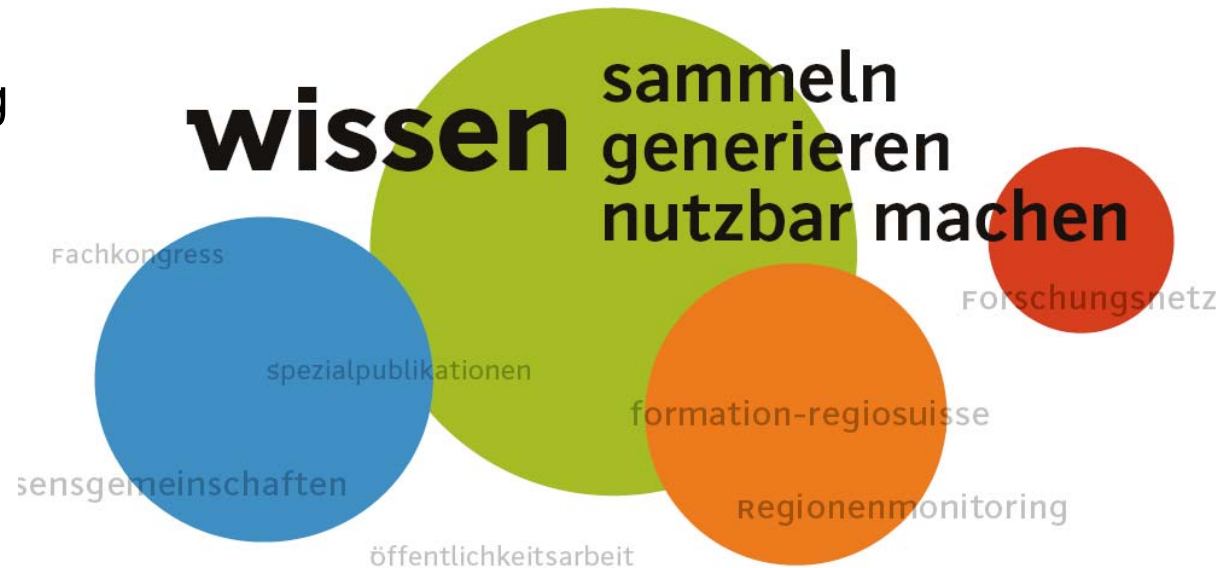 g
wissen
sammeln
generieren
nutzbar machen
Fachkongress
Forschungsnetz
spezialpublikationen
formation-regiosuisse
sensgemeinschaften
Regionenmonitoring
öffentlichkeitsarbeit